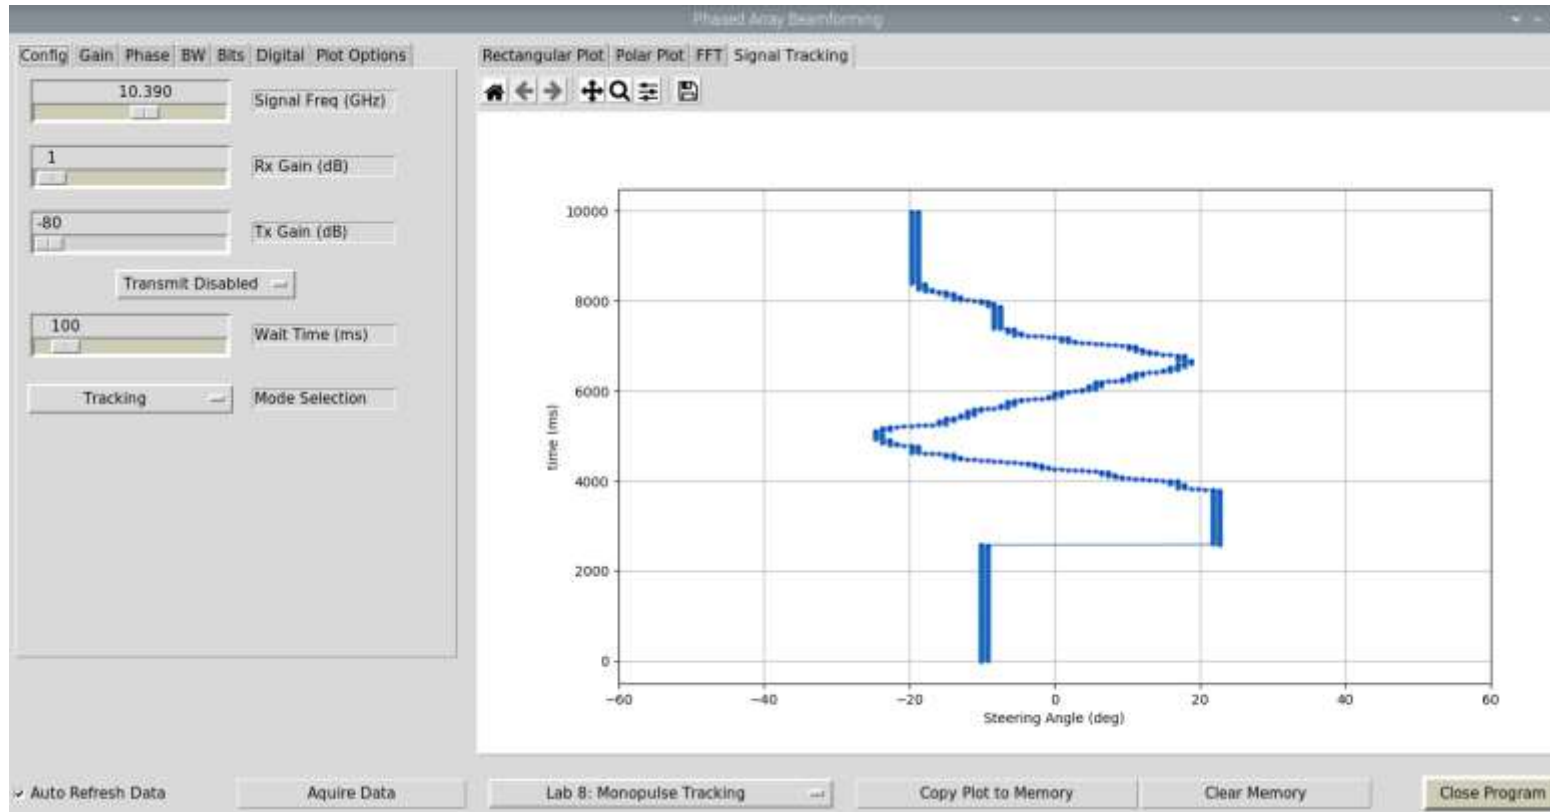 Phased Array Beamforming
Config Gain Phase BW Bits Digital Plot Options
10.390
Signal Freq (GHz)
1
Rx Gain (dB)
-80
Tx Gain (dB)
Transmit Disabled
100
Wait Time (ms)
Tracking
Mode Selection
Rectangular Plot Polar Plot FFT Signal Tracking
10000
8000
6000
4000
2000
0
time (ms)
−60 −40 −20 0 20 40 60
Steering Angle (deg)
Auto Refresh Data Aquire Data Lab 8: Monopulse Tracking Copy Plot to Memory Clear Memory Close Program